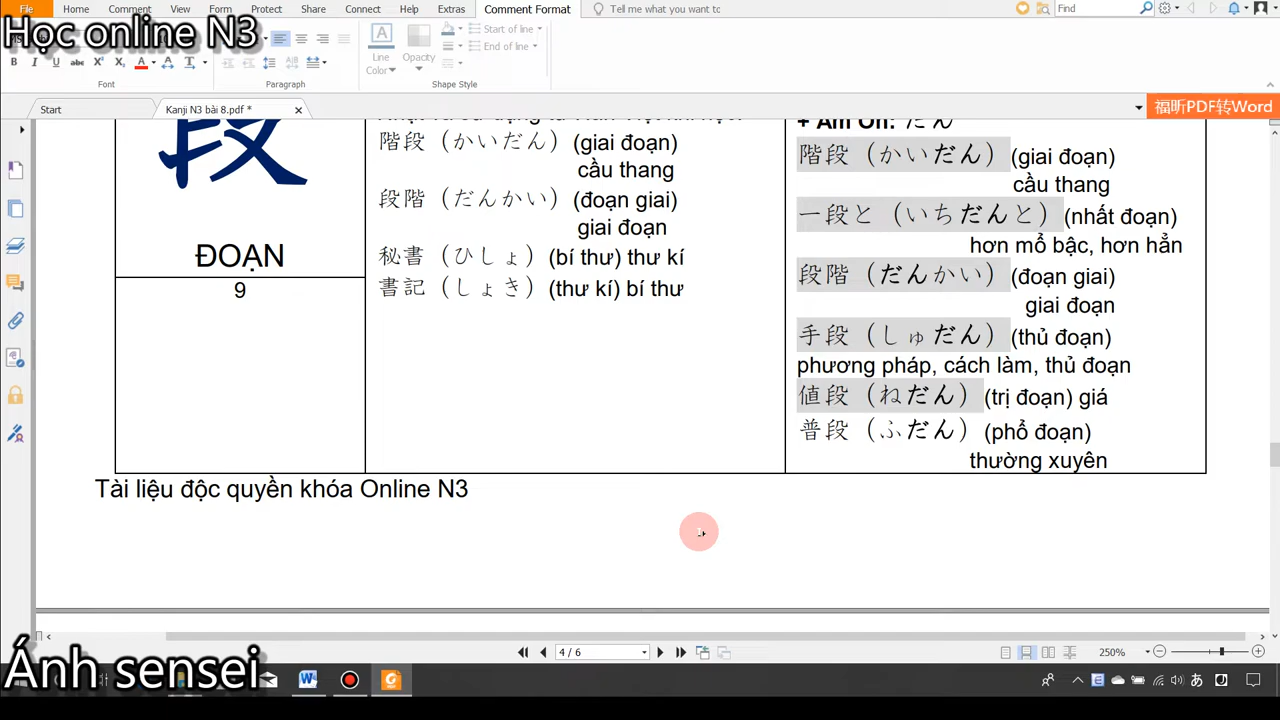 File Home Comment View Form Protect Share Connect Help Extras Comment Format Tell me what you want to Find
Học online N3
Line Color
Opacity
Start of line
End of line
Font Paragraph Shape Style
Start Kanji N3 bài 8.pdf *
福昕PDF转Word
段
ĐOẠN
9
階段（かいだん）(giai đoạn)
cầu thang
段階（だんかい）(đoạn giai)
giai đoạn
秘書（ひしょ）(bí thư) thư kí
書記（しょき）(thư kí) bí thư
+ Âm On: だん
階段（かいだん）(giai đoạn)
cầu thang
一段と（いちだんと）(nhất đoạn)
hơn mổ bậc, hơn hẳn
段階（だんかい）(đoạn giai)
giai đoạn
手段（しゅだん）(thủ đoạn)
phương pháp, cách làm, thủ đoạn
値段（ねだん）(trị đoạn) giá
普段（ふだん）(phổ đoạn)
thường xuyên
Tài liệu độc quyền khóa Online N3
4 / 6
250%
Ánh sensei
あ